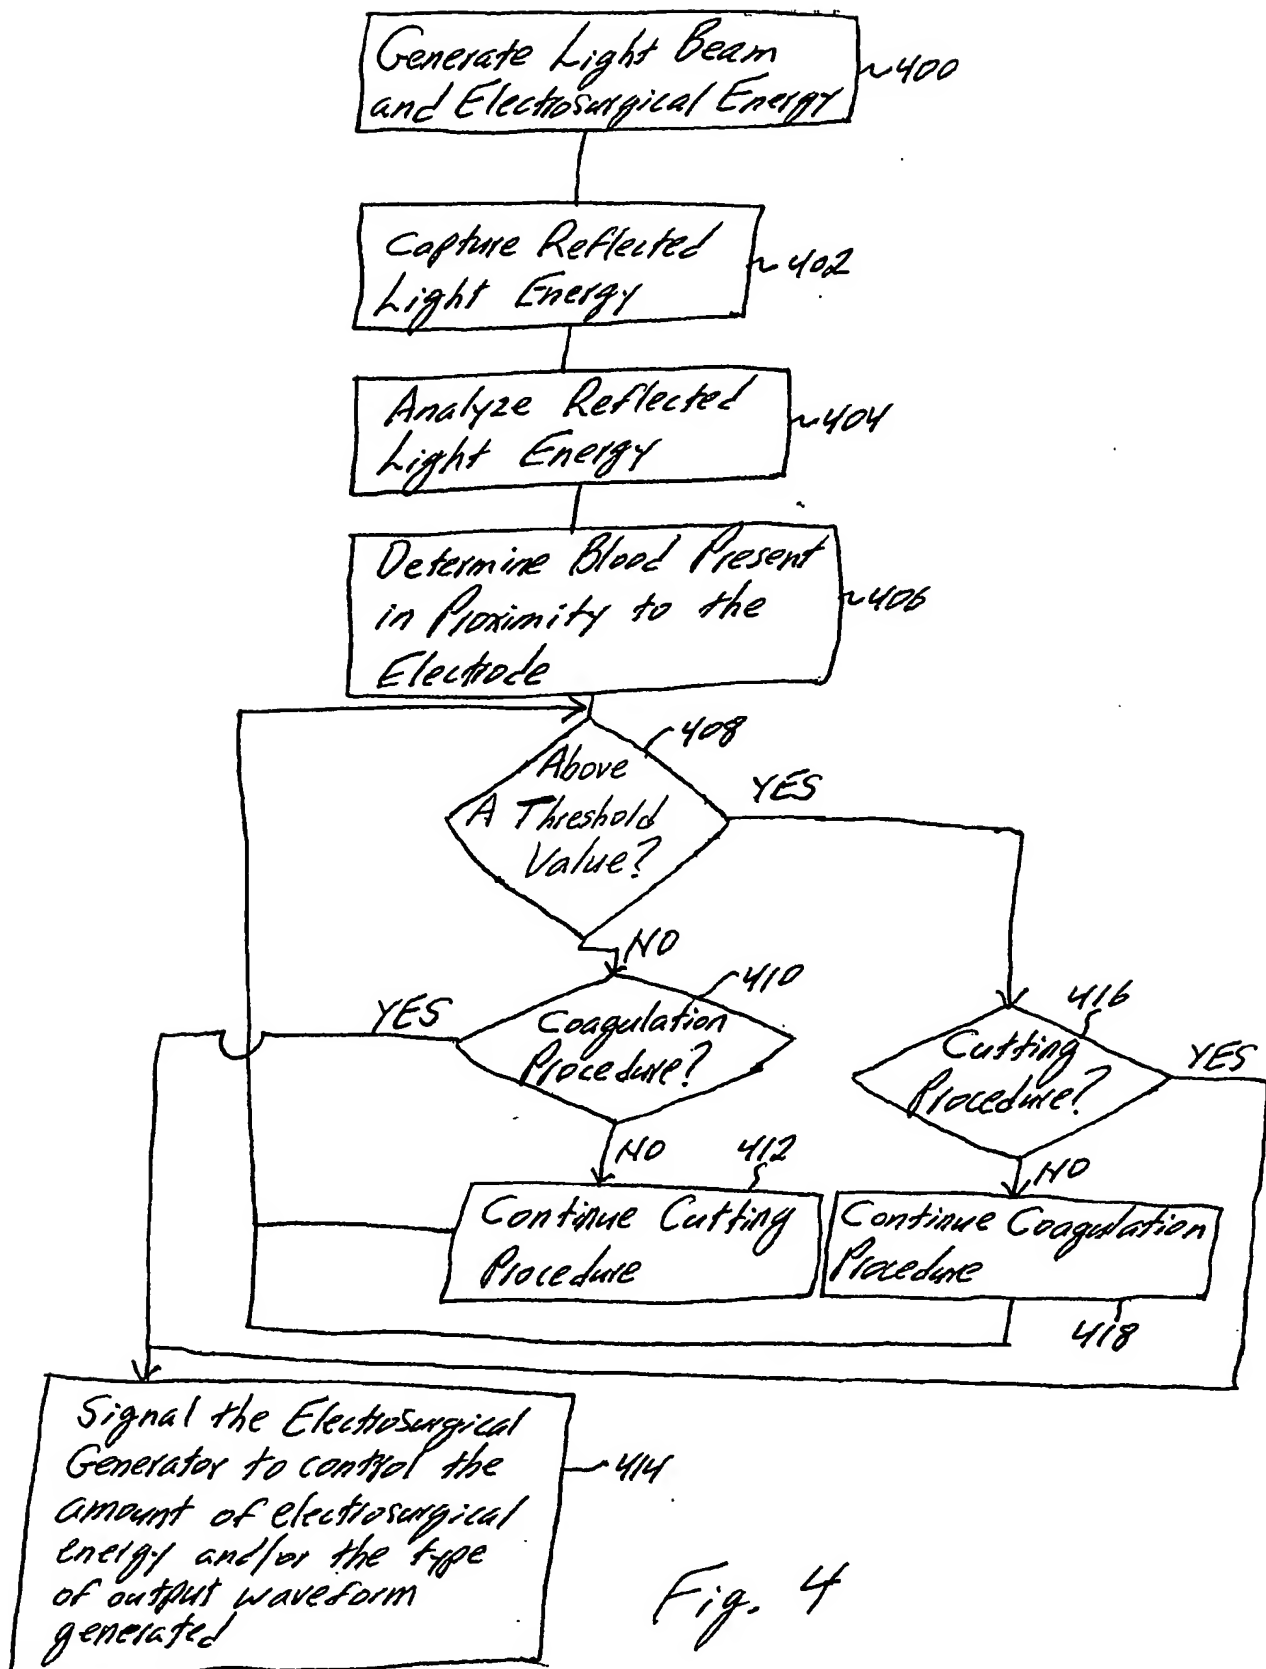 Generate Light Beam
and Electrosurgical Energy
400
Capture Reflected
Light Energy
402
Analyze Reflected
Light Energy
404
Determine Blood Present
in Proximity to the
Electrode
406
408
Above
A Threshold
Value?
YES
NO
410
YES
Coagulation
Procedure?
416
Cutting
Procedure?
YES
NO
412
NO
Continue Cutting
Procedure
Continue Coagulation
Procedure
418
Signal the Electrosurgical
Generator to control the
amount of electrosurgical
energy and/or the type
of output waveform
generated
414
Fig. 4